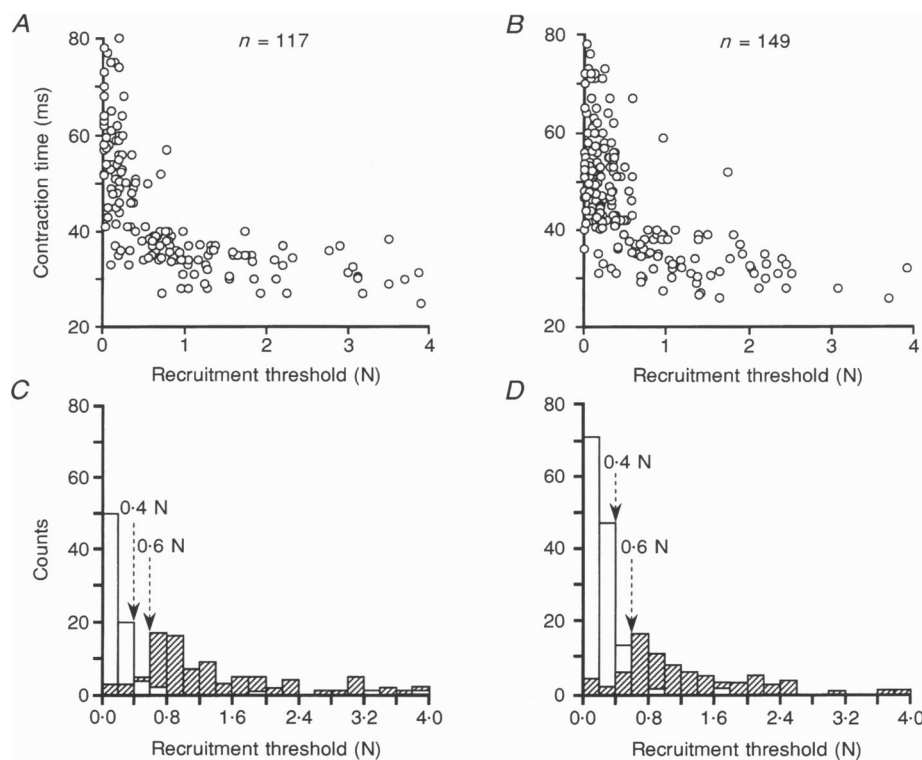 A
n = 117
80
60
40
20
Contraction time (ms)
0
1
2
3
4
Recruitment threshold (N)
B
n = 149
80
60
40
20
0
1
2
3
4
Recruitment threshold (N)
C
80
60
40
20
0
Counts
0·4 N
0·6 N
0·0
0·8
1·6
2·4
3·2
4·0
Recruitment threshold (N)
D
80
60
40
20
0
0·4 N
0·6 N
0·0
0·8
1·6
2·4
3·2
4·0
Recruitment threshold (N)